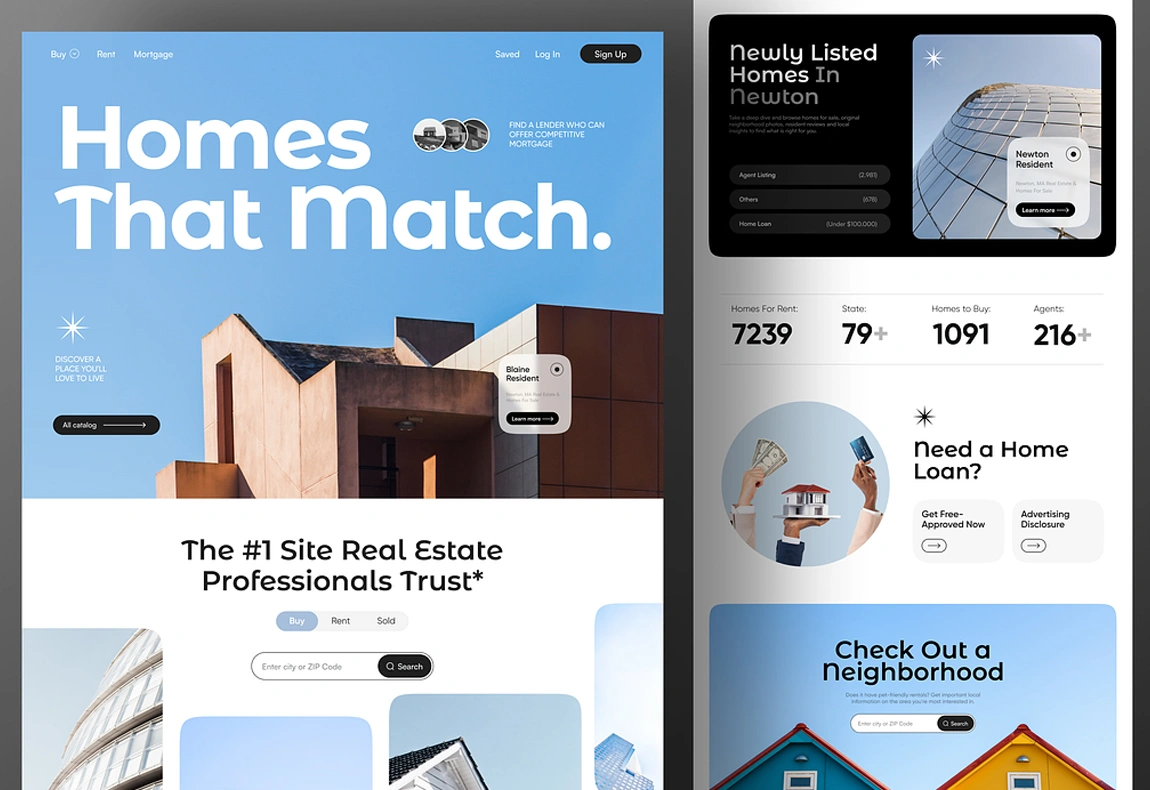 Buy
Rent
Mortgage
Saved
Log In
Sign Up
Homes
That Match.
FIND A LENDER WHO CAN
OFFER COMPETITIVE
MORTGAGE
DISCOVER A
PLACE YOU'LL
LOVE TO LIVE
All catalog
Blaine
Resident
Newton, MA Real Estate &
Homes For Sale
Learn more
The #1 Site Real Estate
Professionals Trust*
Buy
Rent
Sold
Enter city or ZIP Code
Search
Newly Listed
Homes In
Newton
Take a deep dive and browse homes for sale, original
neighborhood photos, resident reviews and local
insights to find what is right for you.
Agent Listing
(2.981)
Others
(678)
Home Loan
(Under $100,000)
Newton
Resident
Newton, MA Real Estate &
Homes For Sale
Learn more
Homes For Rent:
7239
State:
79+
Homes to Buy:
1091
Agents:
216+
Need a Home
Loan?
Get Free-
Approved Now
Advertising
Disclosure
Check Out a
Neighborhood
Does it have pet-friendly rentals? Get important local
information on the area you're most interested in.
Enter city or ZIP Code
Search